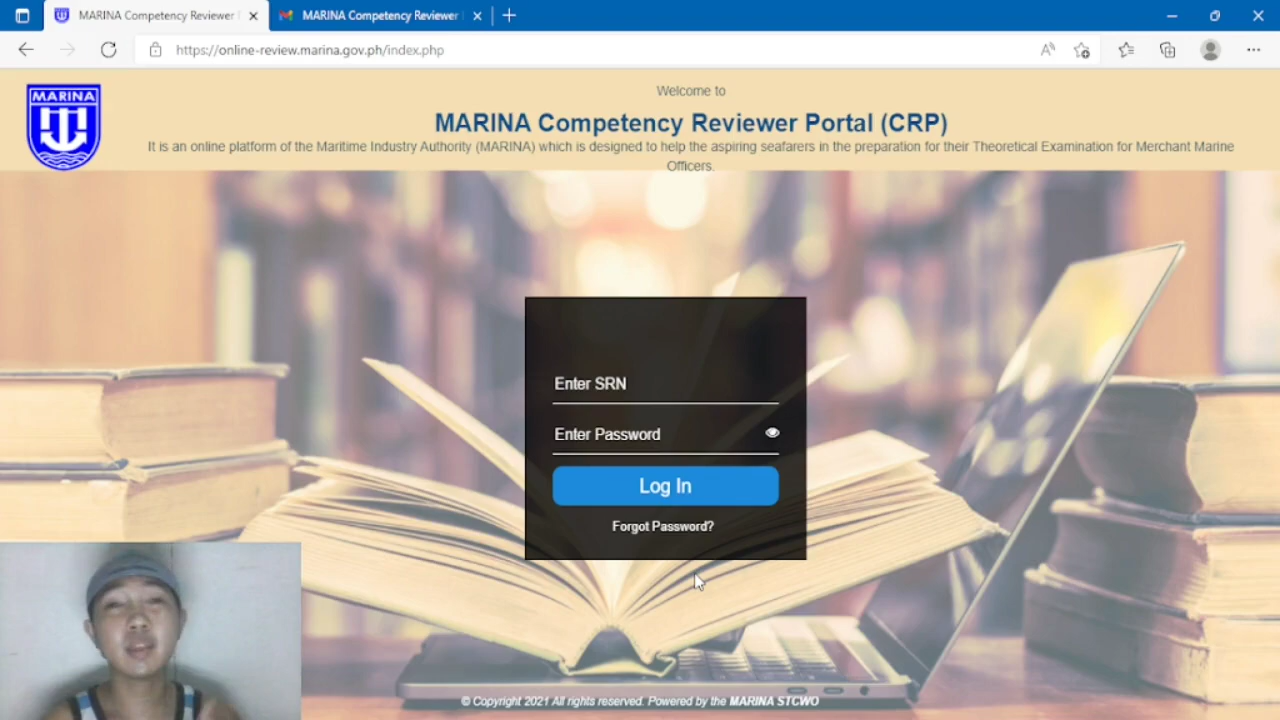 MARINA Competency Reviewer
MARINA Competency Reviewer
https://online-review.marina.gov.ph/index.php
MARINA
Welcome to
MARINA Competency Reviewer Portal (CRP)
It is an online platform of the Maritime Industry Authority (MARINA) which is designed to help the aspiring seafarers in the preparation for their Theoretical Examination for Merchant Marine
Officers.
Enter SRN
Enter Password
Log In
Forgot Password?
© Copyright 2021 All rights reserved. Powered by the MARINA STCWO